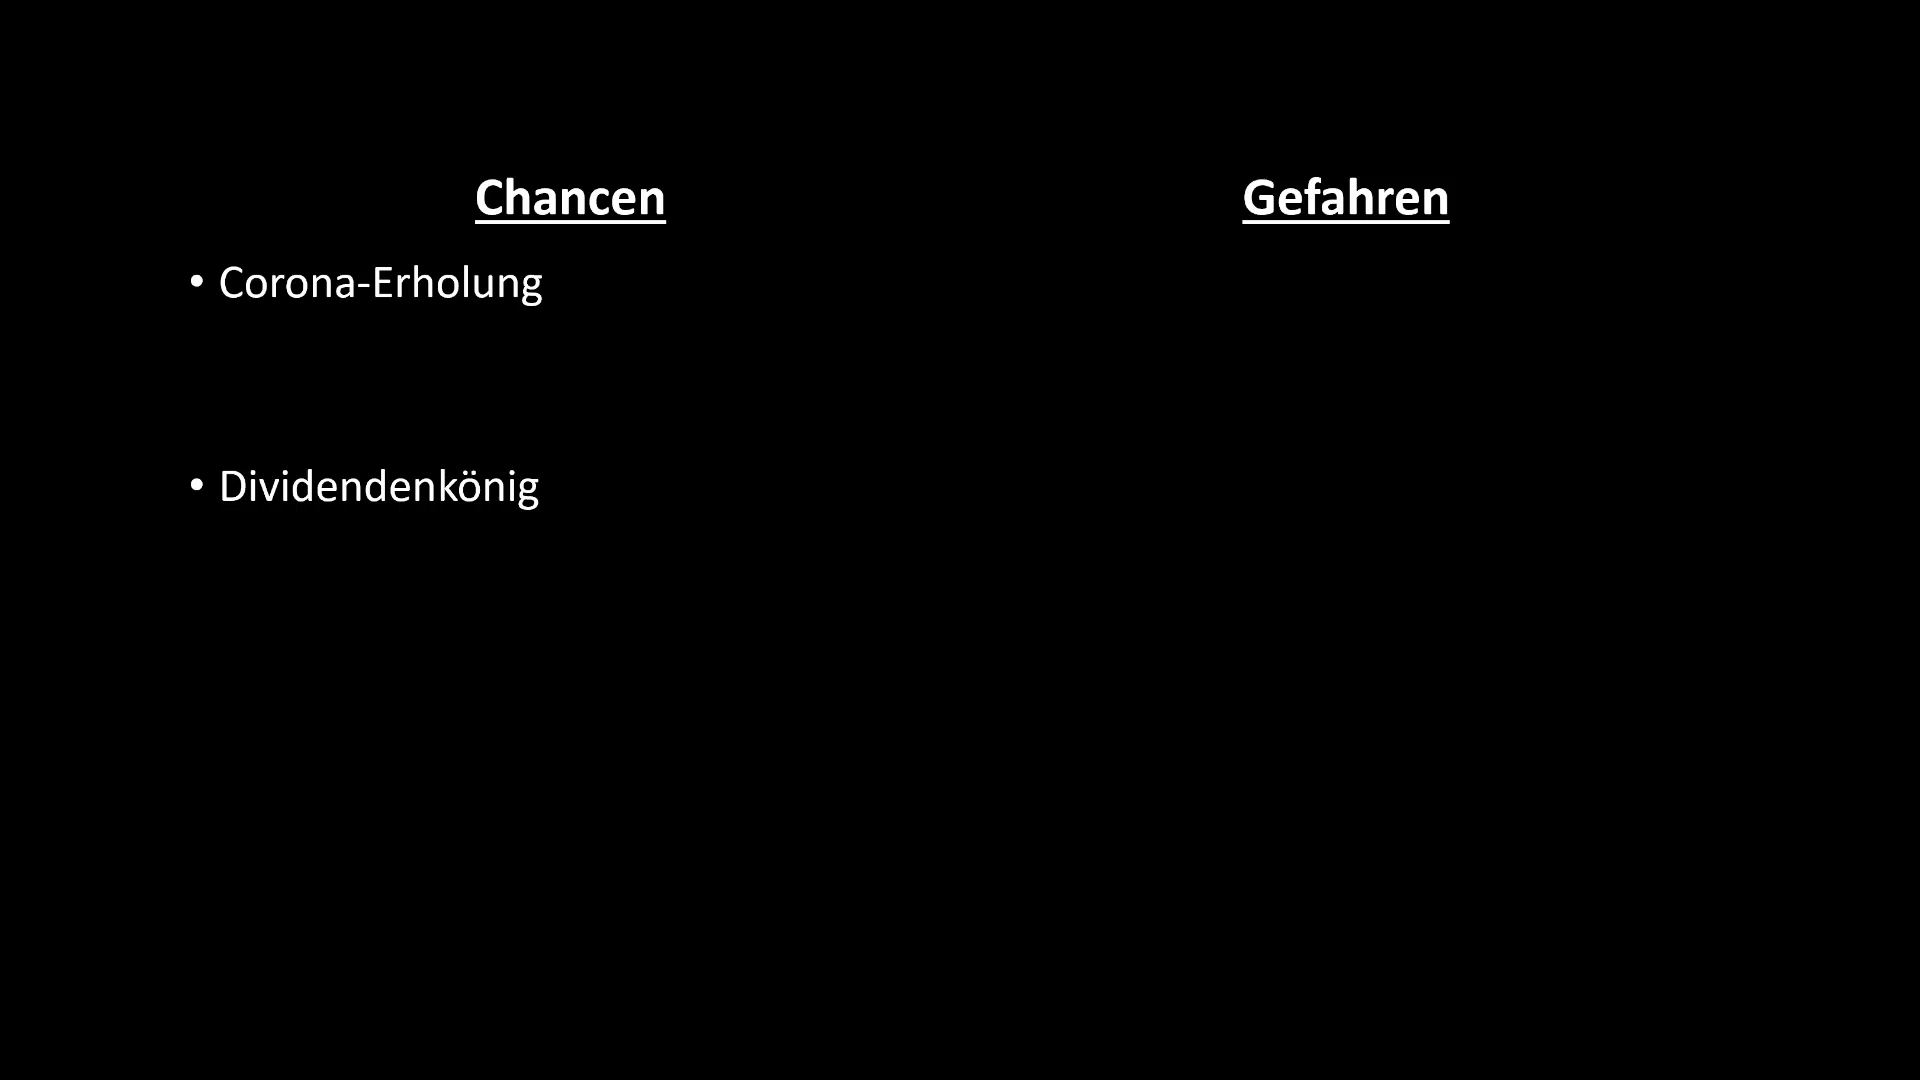 Chancen
Gefahren
• Corona-Erholung
• Dividendenkönig